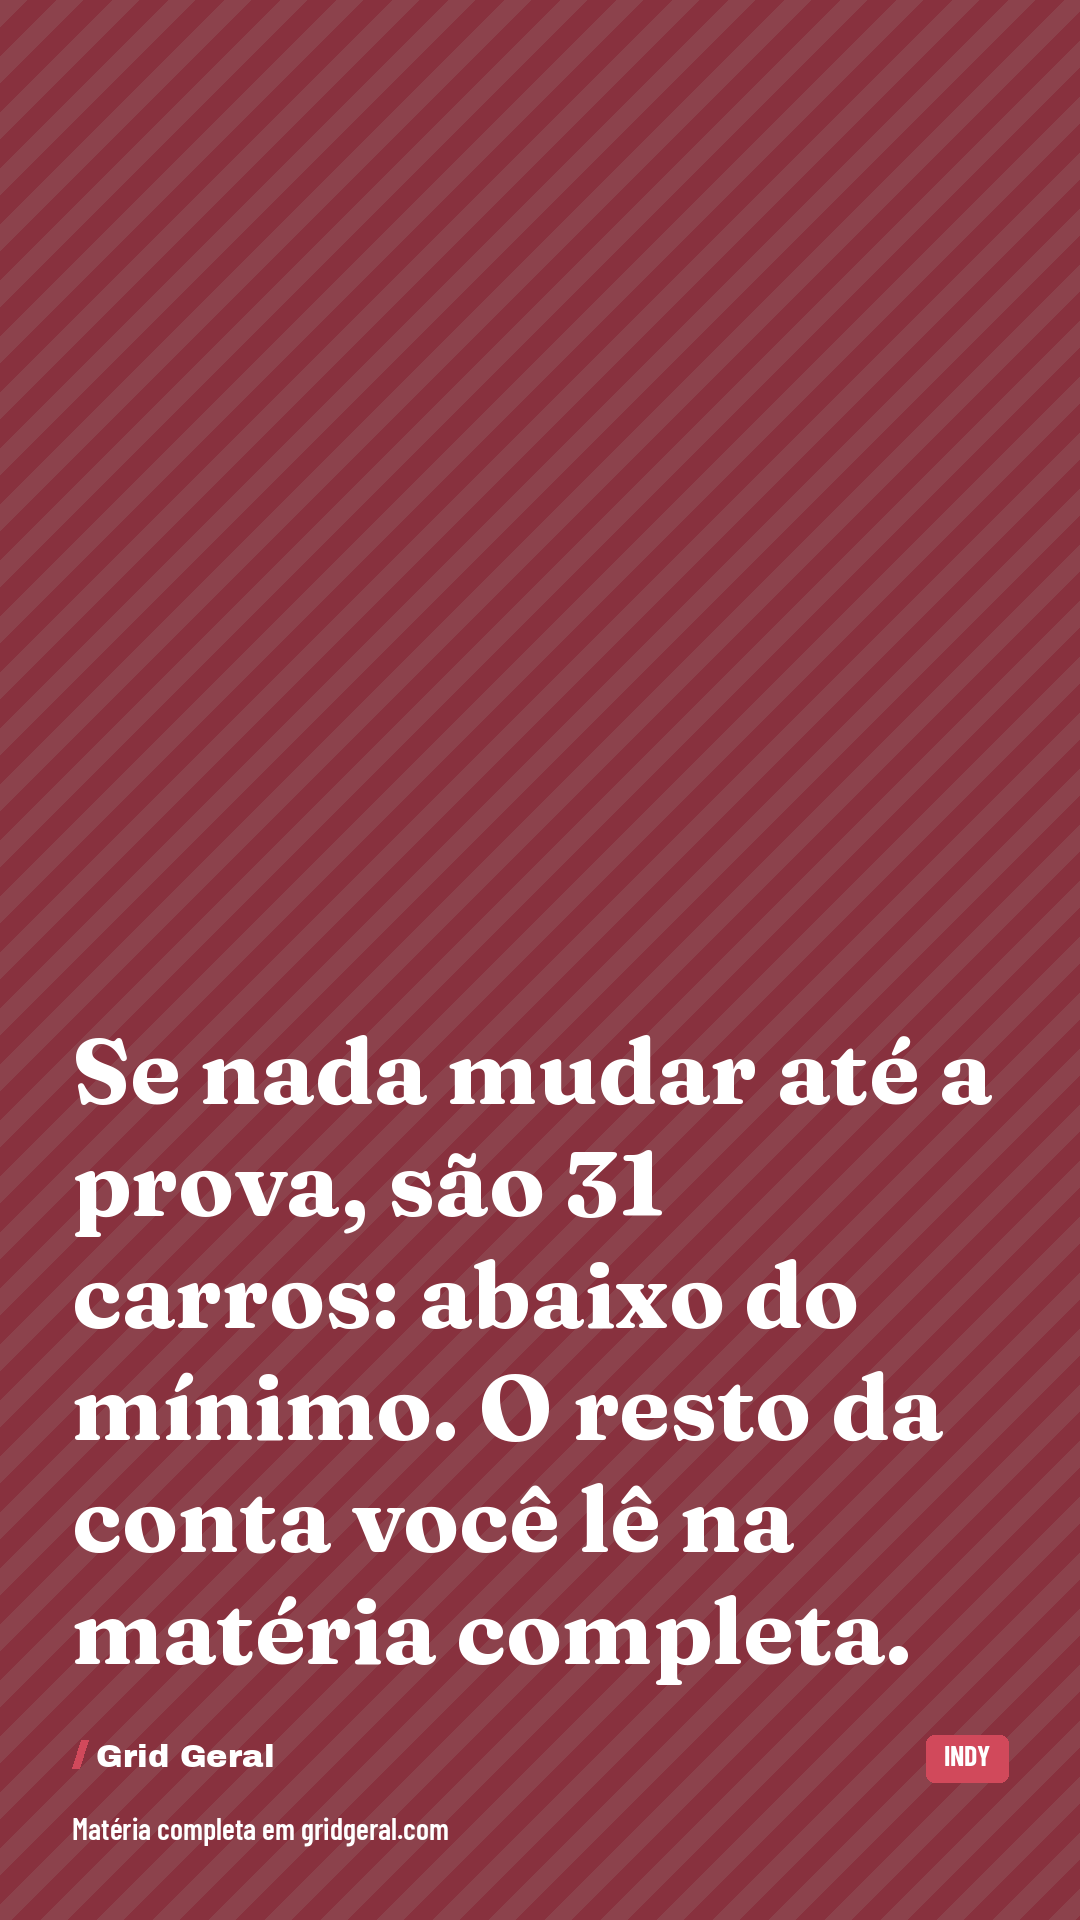 Se nada mudar até a
prova, são 31
carros: abaixo do
mínimo. O resto da
conta você lê na
matéria completa.
Grid Geral
INDY
Matéria completa em gridgeral.com